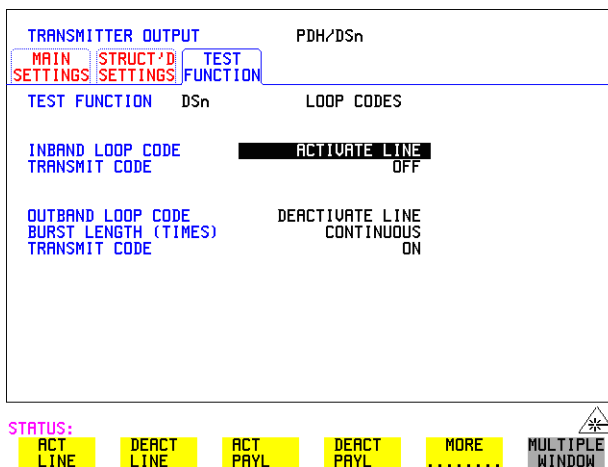 TRANSMITTER OUTPUT PDH/DSn
MAIN SETTINGS STRUCT'D SETTINGS TEST FUNCTION
TEST FUNCTION DSn LOOP CODES
INBAND LOOP CODE ACTIVATE LINE
TRANSMIT CODE OFF
OUTBAND LOOP CODE DEACTIVATE LINE
BURST LENGTH (TIMES) CONTINUOUS
TRANSMIT CODE ON
STATUS:
ACT LINE DEACT LINE ACT PAYL DEACT PAYL MORE ........ MULTIPLE WINDOW